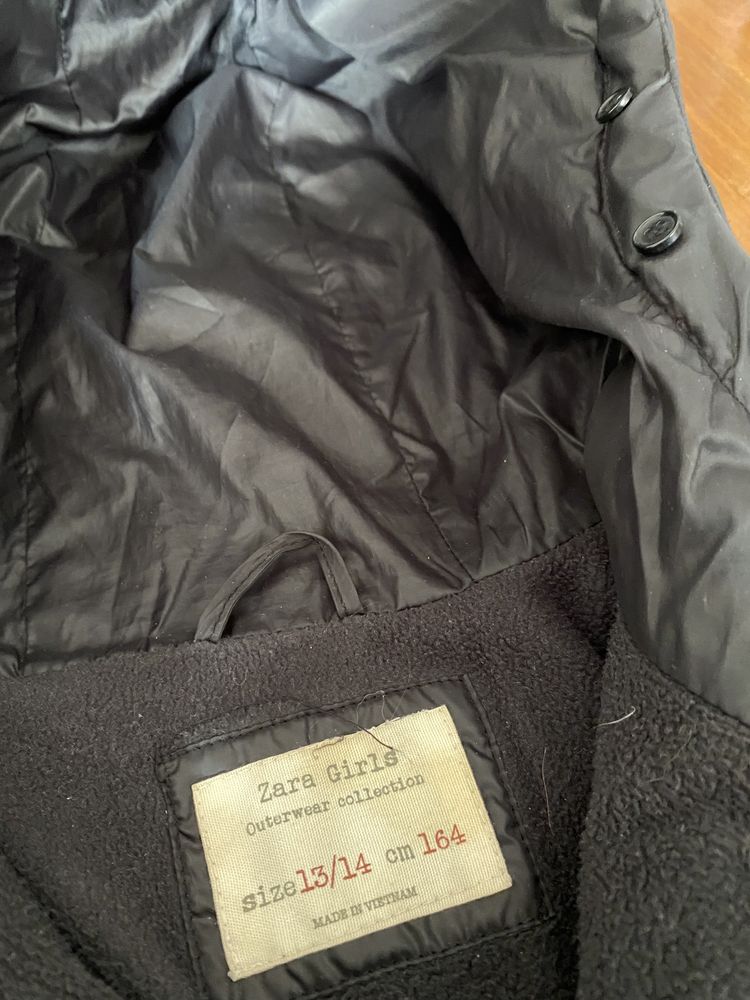 Zara Girls
Outerwear collection
size 13/14 cm 164
MADE IN VIETNAM